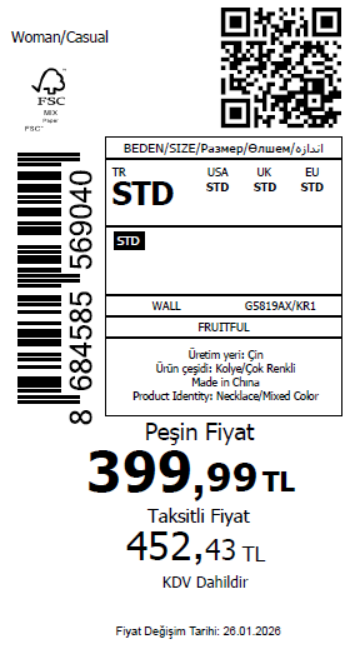 Woman/Casual
FSC
MIX
Paper
FSC™
BEDEN/SIZE/Размер/Өлшем/اندازه
TR USA UK EU
STD STD STD STD
STD
WALL G5819AX/KR1
FRUITFUL
Üretim yeri: Çin
Ürün çeşidi: Kolye/Çok Renkli
Made in China
Product Identity: Necklace/Mixed Color
8 684585 569040
Peşin Fiyat
399,99 TL
Taksitli Fiyat
452,43 TL
KDV Dahildir
Fiyat Değişim Tarihi: 26.01.2026